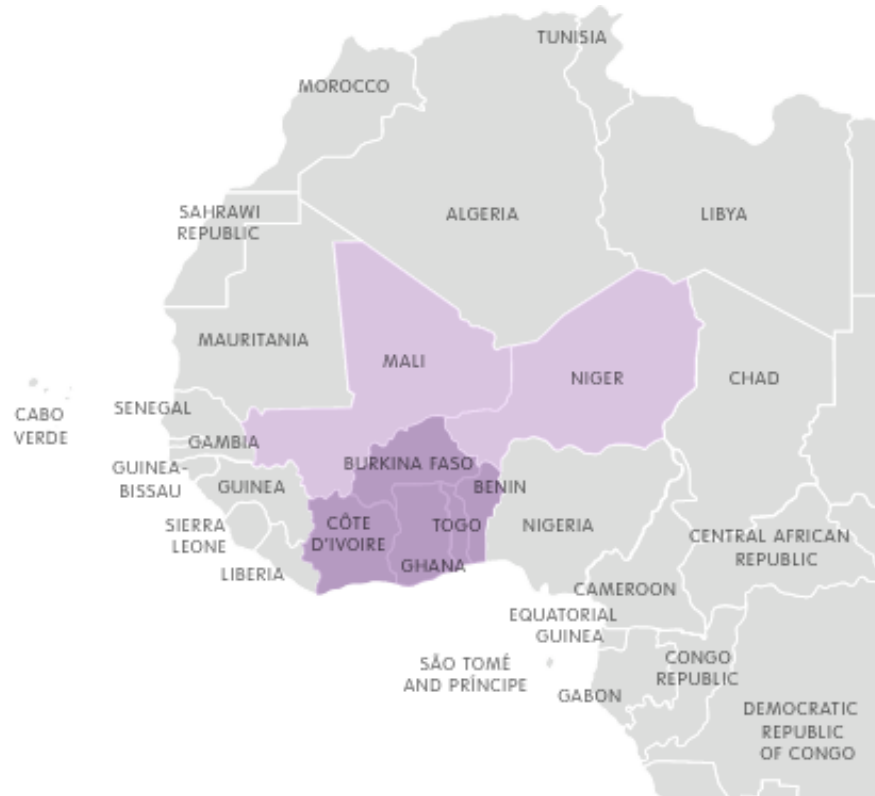 TUNISIA
MOROCCO
SAHRAWI
REPUBLIC
ALGERIA
LIBYA
MAURITANIA
MALI
NIGER
CHAD
CABO
VERDE
SENEGAL
GAMBIA
GUINEA-
BISSAU
GUINEA
BURKINA FASO
BENIN
SIERRA
LEONE
CÔTE
D'IVOIRE
TOGO
NIGERIA
GHANA
LIBERIA
CENTRAL AFRICAN
REPUBLIC
CAMEROON
EQUATORIAL
GUINEA
SÃO TOMÉ
AND PRÍNCIPE
GABON
CONGO
REPUBLIC
DEMOCRATIC
REPUBLIC
OF CONGO